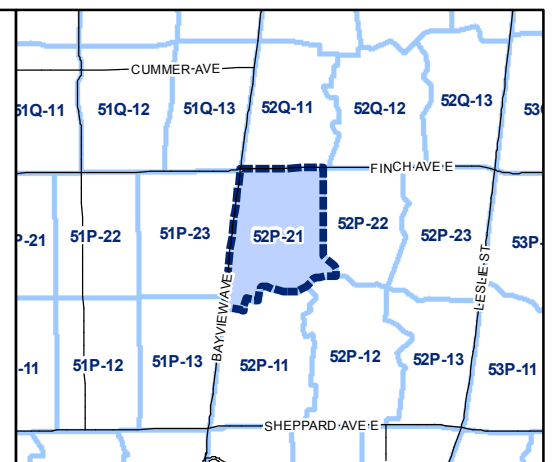 CUMMER AVE
51Q-11 51Q-12 51Q-13 52Q-11 52Q-12 52Q-13 53
FINCH AVE E
P-21 51P-22 51P-23 52P-21 52P-22 52P-23 53P-
BAYVIEW AVE
LESLIE ST
-11 51P-12 51P-13 52P-11 52P-12 52P-13 53P-11
SHEPPARD AVE E